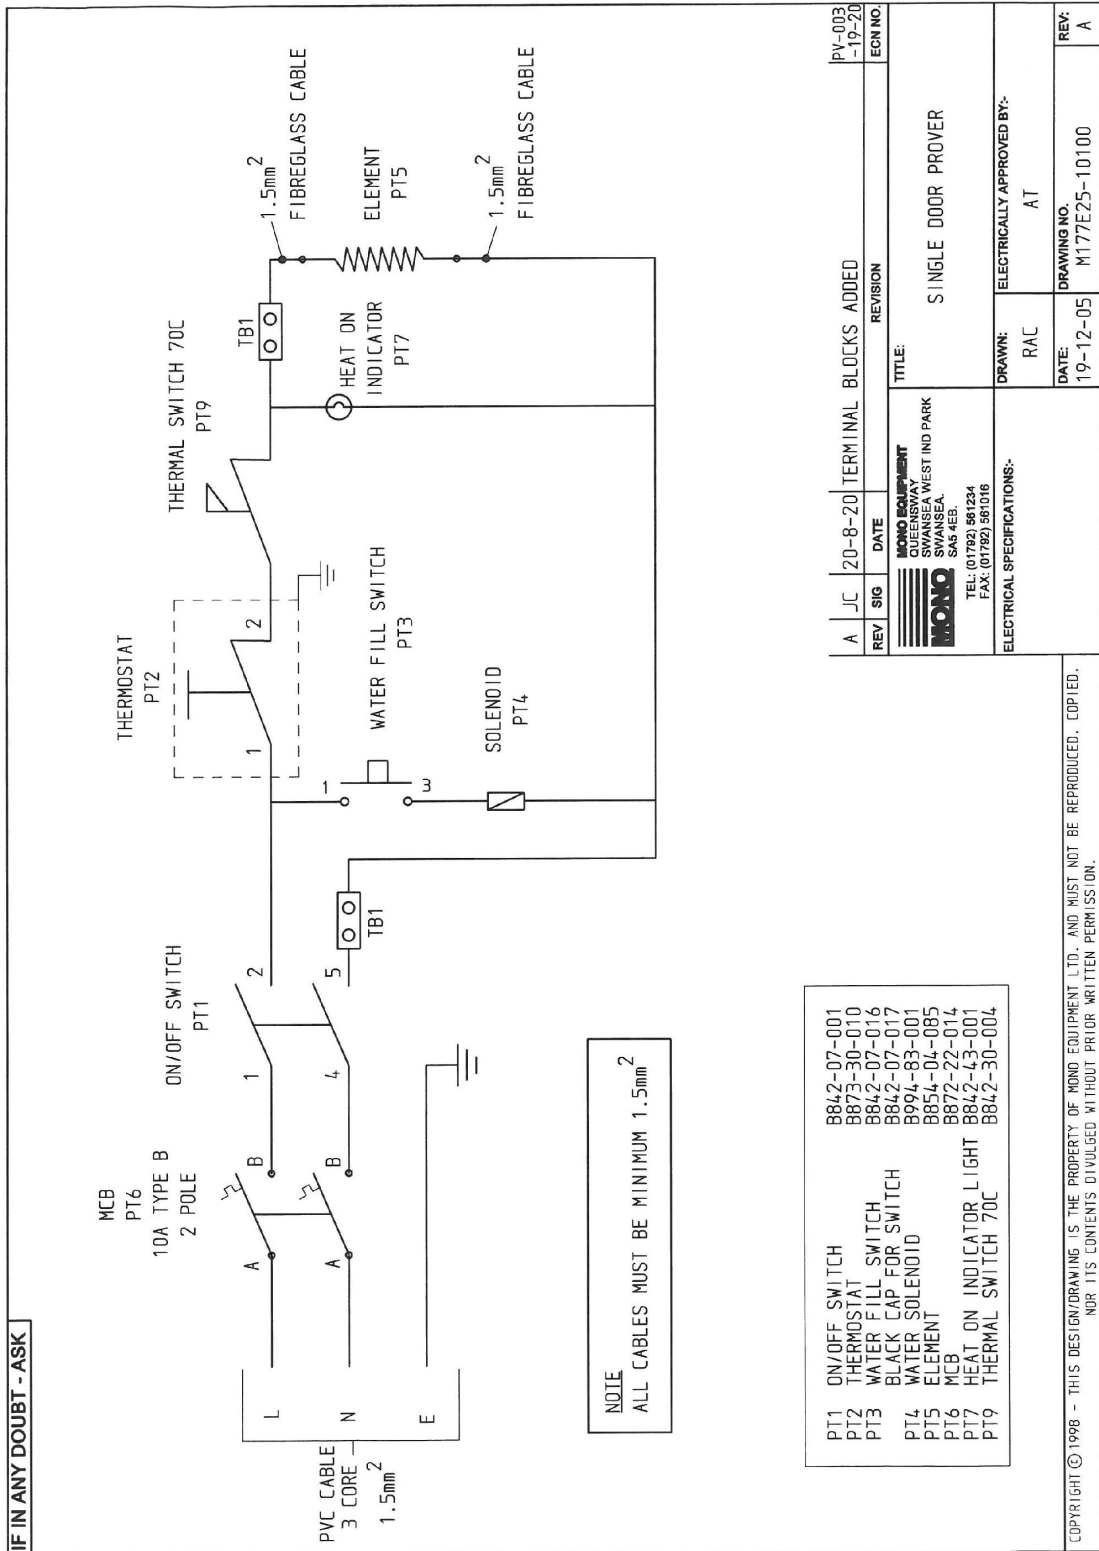 IF IN ANY DOUBT - ASK
MCB
PT6
10A TYPE B
2 POLE
ON/OFF SWITCH
PT1
THERMOSTAT
PT2
THERMAL SWITCH 70C
PT9
TB1
1.5mm²
FIBREGLASS CABLE
ELEMENT
PT5
1.5mm²
FIBREGLASS CABLE
HEAT ON
INDICATOR
PT7
WATER FILL SWITCH
PT3
SOLENOID
PT4
L
N
E
A
B
A
B
1
2
4
5
1
2
1
3
TB1
PVC CABLE
3 CORE
1.5mm²
NOTE
ALL CABLES MUST BE MINIMUM 1.5mm²
PT1 ON/OFF SWITCH B842-07-001
PT2 THERMOSTAT B873-30-010
PT3 WATER FILL SWITCH B842-07-016
BLACK CAP FOR SWITCH B842-07-017
PT4 WATER SOLENOID B994-83-001
PT5 ELEMENT B854-04-085
PT6 MCB B872-22-014
PT7 HEAT ON INDICATOR LIGHT B842-43-001
PT9 THERMAL SWITCH 70C B842-30-004
A JC 20-8-20 TERMINAL BLOCKS ADDED PV-003
-19-20
REV SIG DATE REVISION ECN NO.
MONO
MONO EQUIPMENT
QUEENSWAY
SWANSEA WEST IND PARK
SWANSEA.
SA5 4EB.
TEL: (01792) 561234
FAX: (01792) 561016
TITLE:
SINGLE DOOR PROVER
ELECTRICAL SPECIFICATIONS:-
DRAWN:
RAC
ELECTRICALLY APPROVED BY:-
AT
DATE:
19-12-05
DRAWING NO.
M177E25-10100
REV:
A
COPYRIGHT © 1998 - THIS DESIGN/DRAWING IS THE PROPERTY OF MONO EQUIPMENT LTD. AND MUST NOT BE REPRODUCED, COPIED,
NOR ITS CONTENTS DIVULGED WITHOUT PRIOR WRITTEN PERMISSION.